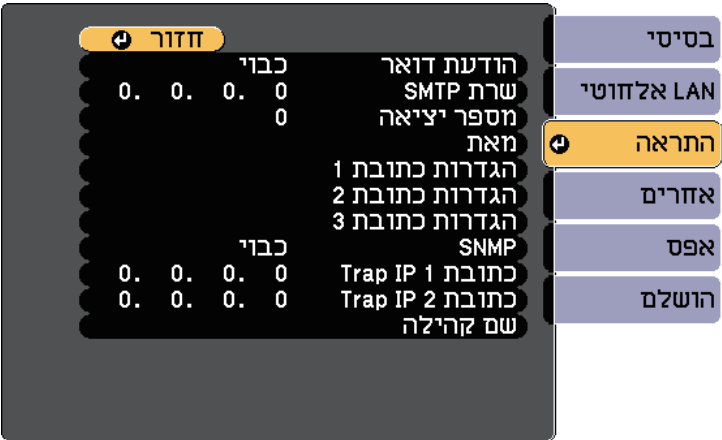 בסיסי
LAN אלחוטי
התראה
אחרים
אפס
הושלם
חזור
הודעת דואר כבוי
שרת SMTP 0. 0. 0. 0
מספר יציאה 0
מאת
הגדרות כתובת 1
הגדרות כתובת 2
הגדרות כתובת 3
SNMP כבוי
כתובת Trap IP 1 0. 0. 0. 0
כתובת Trap IP 2 0. 0. 0. 0
שם קהילה